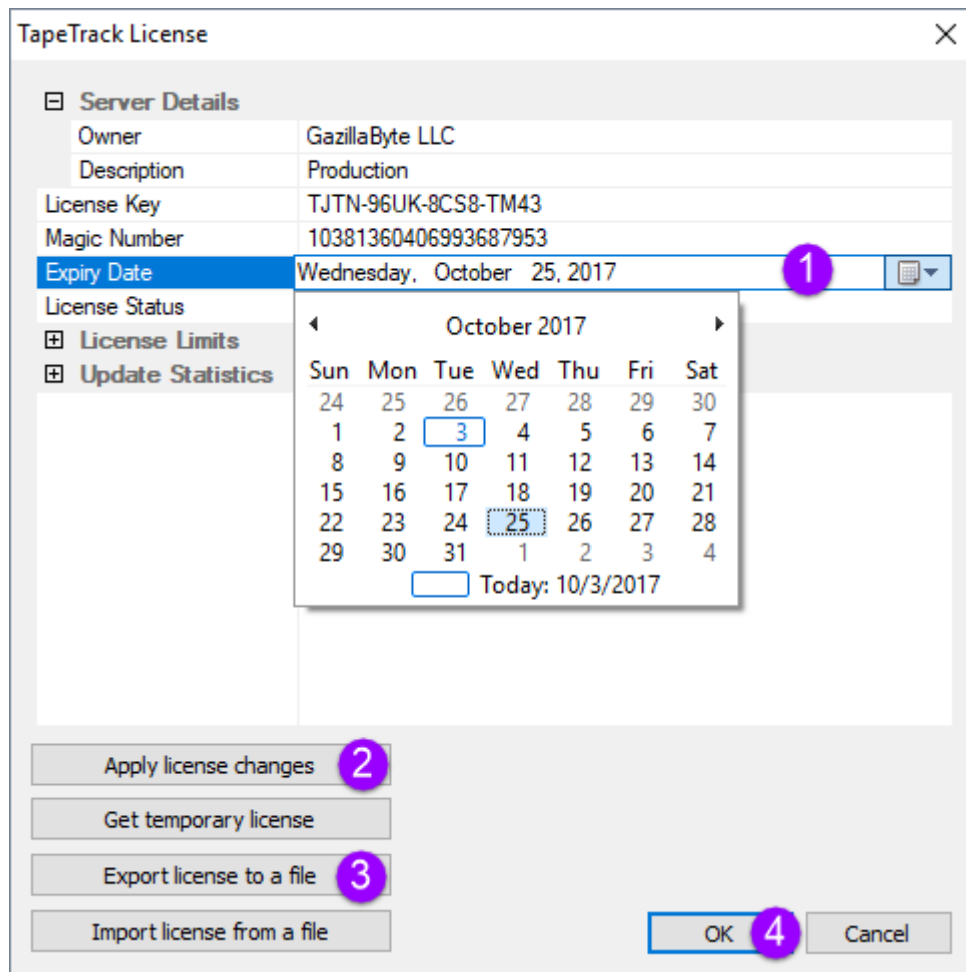 TapeTrack License
Server Details
Owner GazillaByte LLC
Description Production
License Key TJTN-96UK-8CS8-TM43
Magic Number 10381360406993687953
Expiry Date Wednesday, October 25, 2017 1
License Status
License Limits
Update Statistics
October 2017
Sun Mon Tue Wed Thu Fri Sat
24 25 26 27 28 29 30
1 2 3 4 5 6 7
8 9 10 11 12 13 14
15 16 17 18 19 20 21
22 23 24 25 26 27 28
29 30 31 1 2 3 4
Today: 10/3/2017
Apply license changes 2
Get temporary license
Export license to a file 3
Import license from a file
OK 4 Cancel